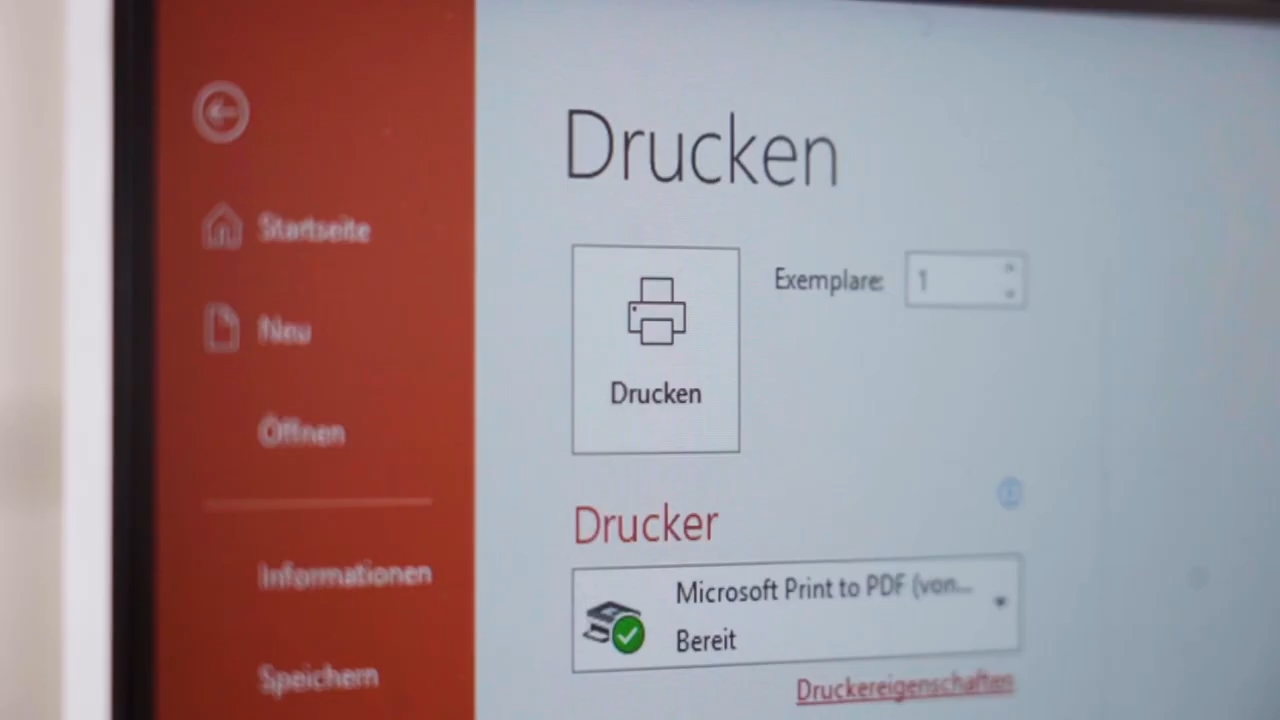 Startseite
Neu
Öffnen
Informationen
Speichern
Drucken
Drucken
Exemplare:
1
Drucker
Microsoft Print to PDF (von...
Bereit
Druckereigenschaften